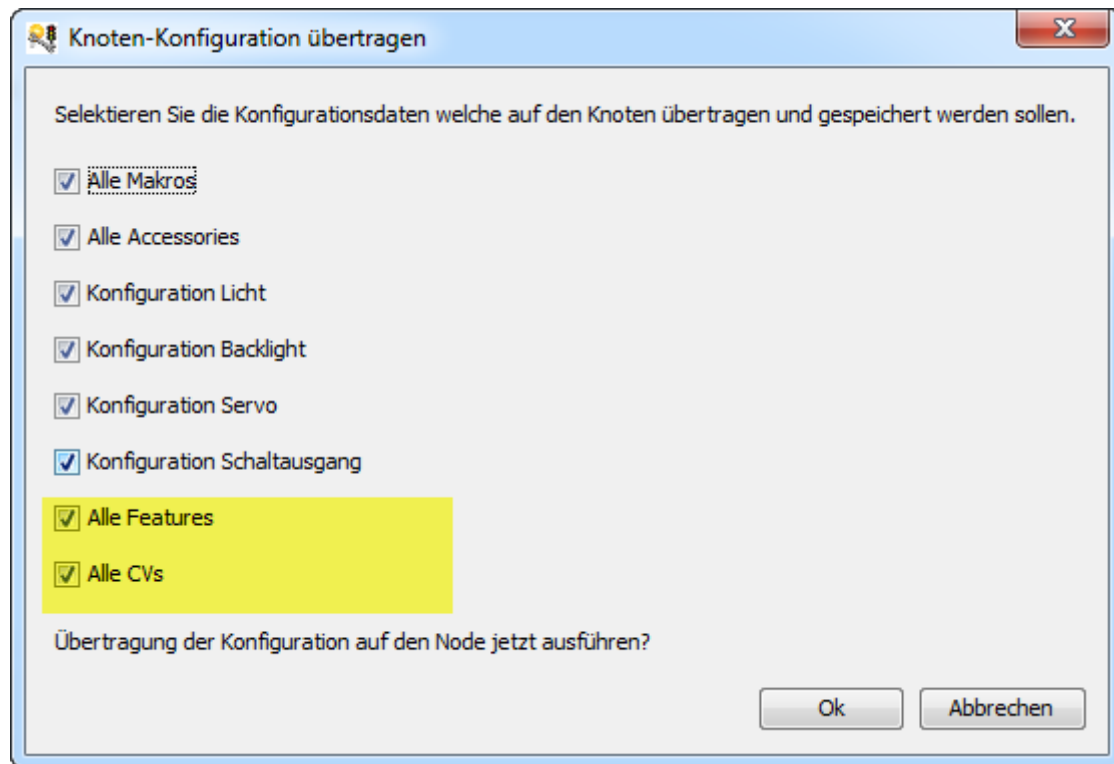 Knoten-Konfiguration übertragen
Selektieren Sie die Konfigurationsdaten welche auf den Knoten übertragen und gespeichert werden sollen.
Alle Makros
Alle Accessories
Konfiguration Licht
Konfiguration Backlight
Konfiguration Servo
Konfiguration Schaltausgang
Alle Features
Alle CVs
Übertragung der Konfiguration auf den Node jetzt ausführen?
Ok Abbrechen